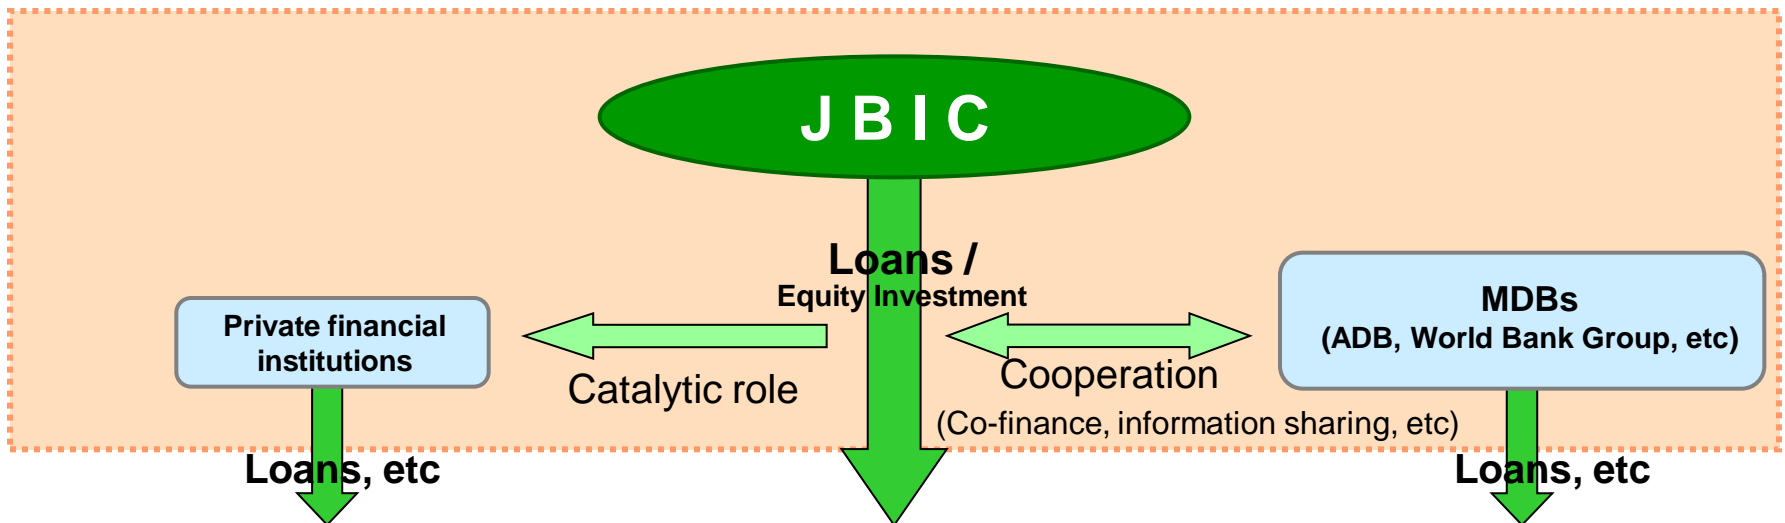 J B I C
Loans /
Equity Investment
Private financial
institutions
MDBs
(ADB, World Bank Group, etc)
Catalytic role
Cooperation
(Co-finance, information sharing, etc)
Loans, etc
Loans, etc